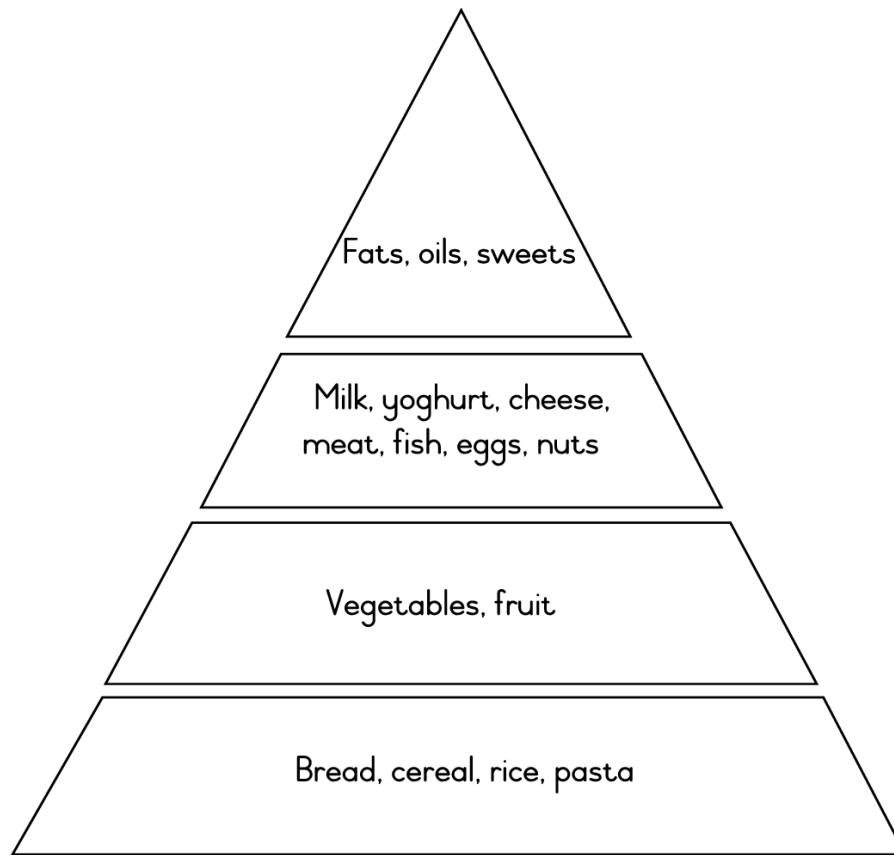 Fats, oils, sweets
Milk, yoghurt, cheese,
meat, fish, eggs, nuts
Vegetables, fruit
Bread, cereal, rice, pasta